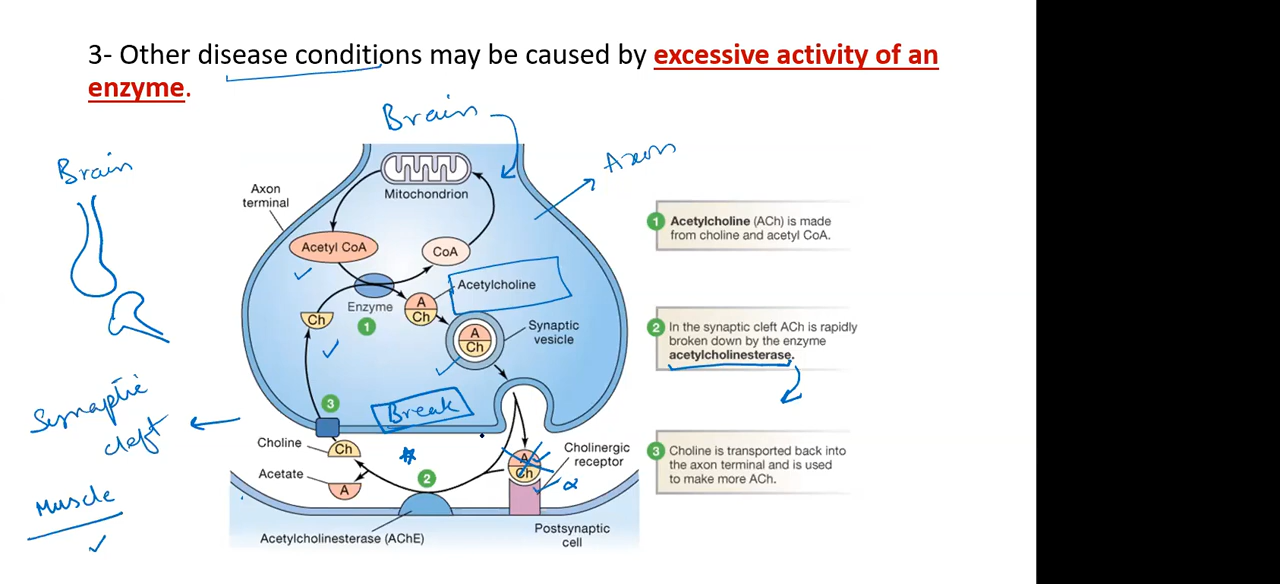 3- Other disease conditions may be caused by excessive activity of an
enzyme.
Brain
Brain
Axon
Axon
terminal
Mitochondrion
Acetyl CoA
CoA
Acetylcholine
Enzyme
A
Ch
Ch
1
A
Ch
Synaptic
vesicle
3
Break
Synaptic
cleft
Choline
Ch
Acetate
A
2
A
Ch
Cholinergic
receptor
Muscle
Acetylcholinesterase (AChE)
Postsynaptic
cell
1 Acetylcholine (ACh) is made
from choline and acetyl CoA.
2 In the synaptic cleft ACh is rapidly
broken down by the enzyme
acetylcholinesterase.
3 Choline is transported back into
the axon terminal and is used
to make more ACh.